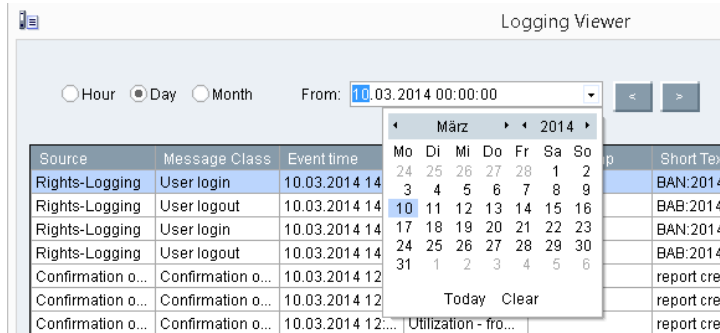 Logging Viewer
Hour Day Month From: 10.03.2014 00:00:00 < >
März 2014
Source Message Class Event time Short Te
Mo Di Mi Do Fr Sa So
24 25 26 27 28 1 2
Rights-Logging User login 10.03.2014 14 BAN:2014
3 4 5 6 7 8 9
Rights-Logging User logout 10.03.2014 14 BAB:2014
10 11 12 13 14 15 16
Rights-Logging User login 10.03.2014 14 BAN:2014
17 18 19 20 21 22 23
Rights-Logging User logout 10.03.2014 14 BAB:2014
24 25 26 27 28 29 30
Confirmation o... Confirmation o... 10.03.2014 12 report cre
31 1 2 3 4 5 6
Confirmation o... Confirmation o... 10.03.2014 12 report cre
Today Clear
Confirmation o... Confirmation o... 10.03.2014 12:... Utilization - fro... report cre